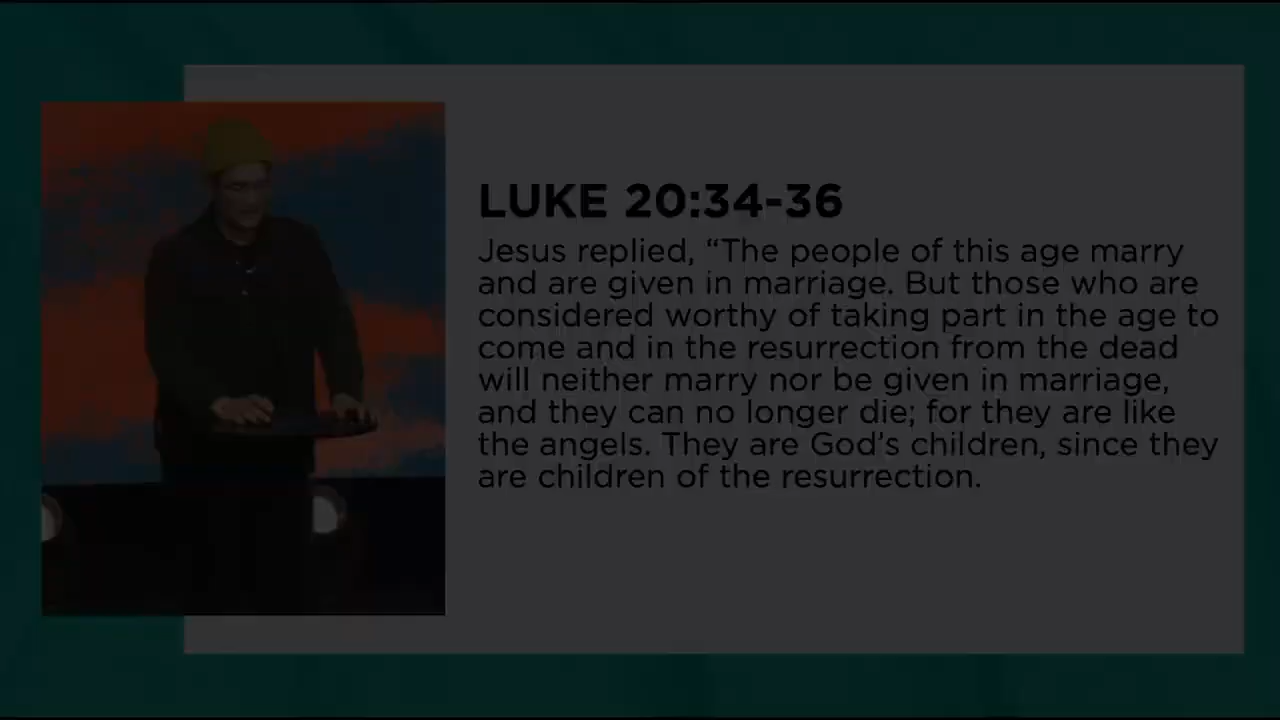 LUKE 20:34-36
Jesus replied, “The people of this age marry
and are given in marriage. But those who are
considered worthy of taking part in the age to
come and in the resurrection from the dead
will neither marry nor be given in marriage,
and they can no longer die; for they are like
the angels. They are God’s children, since they
are children of the resurrection.